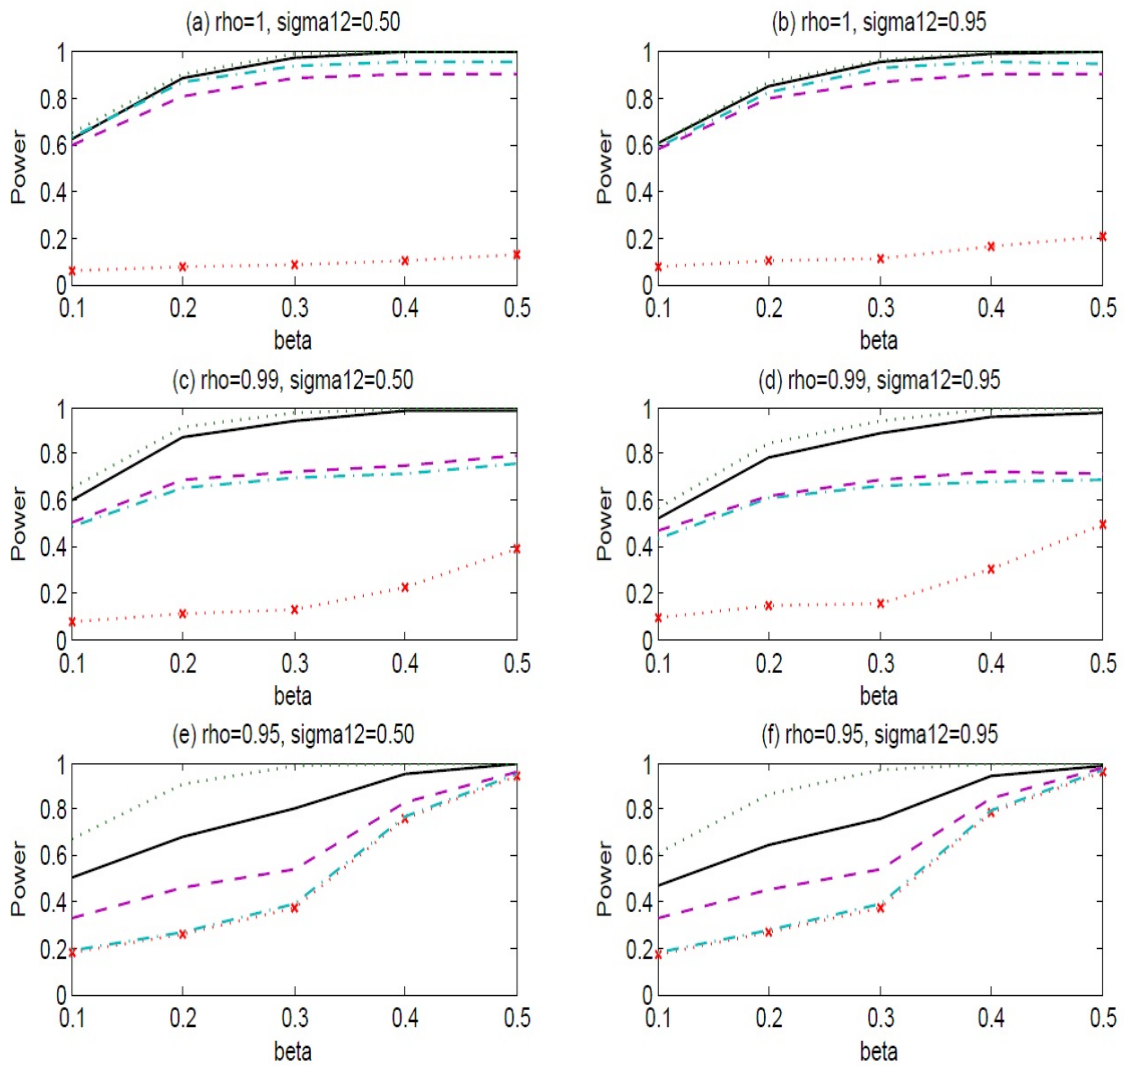 (a) rho=1, sigma12=0.50
1
0.8
0.6
0.4
0.2
0
Power
0.1 0.2 0.3 0.4 0.5
beta
(b) rho=1, sigma12=0.95
1
0.8
0.6
0.4
0.2
0
Power
0.1 0.2 0.3 0.4 0.5
beta
(c) rho=0.99, sigma12=0.50
1
0.8
0.6
0.4
0.2
0
Power
0.1 0.2 0.3 0.4 0.5
beta
(d) rho=0.99, sigma12=0.95
1
0.8
0.6
0.4
0.2
0
Power
0.1 0.2 0.3 0.4 0.5
beta
(e) rho=0.95, sigma12=0.50
1
0.8
0.6
0.4
0.2
0
Power
0.1 0.2 0.3 0.4 0.5
beta
(f) rho=0.95, sigma12=0.95
1
0.8
0.6
0.4
0.2
0
Power
0.1 0.2 0.3 0.4 0.5
beta